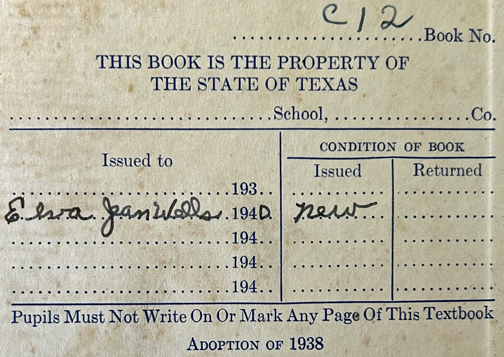 C12
Book No.
THIS BOOK IS THE PROPERTY OF
THE STATE OF TEXAS
School, Co.
Issued to
CONDITION OF BOOK
Issued Returned
193
Elva Jean Wells 1940 new
194
194
194
Pupils Must Not Write On Or Mark Any Page Of This Textbook
ADOPTION OF 1938